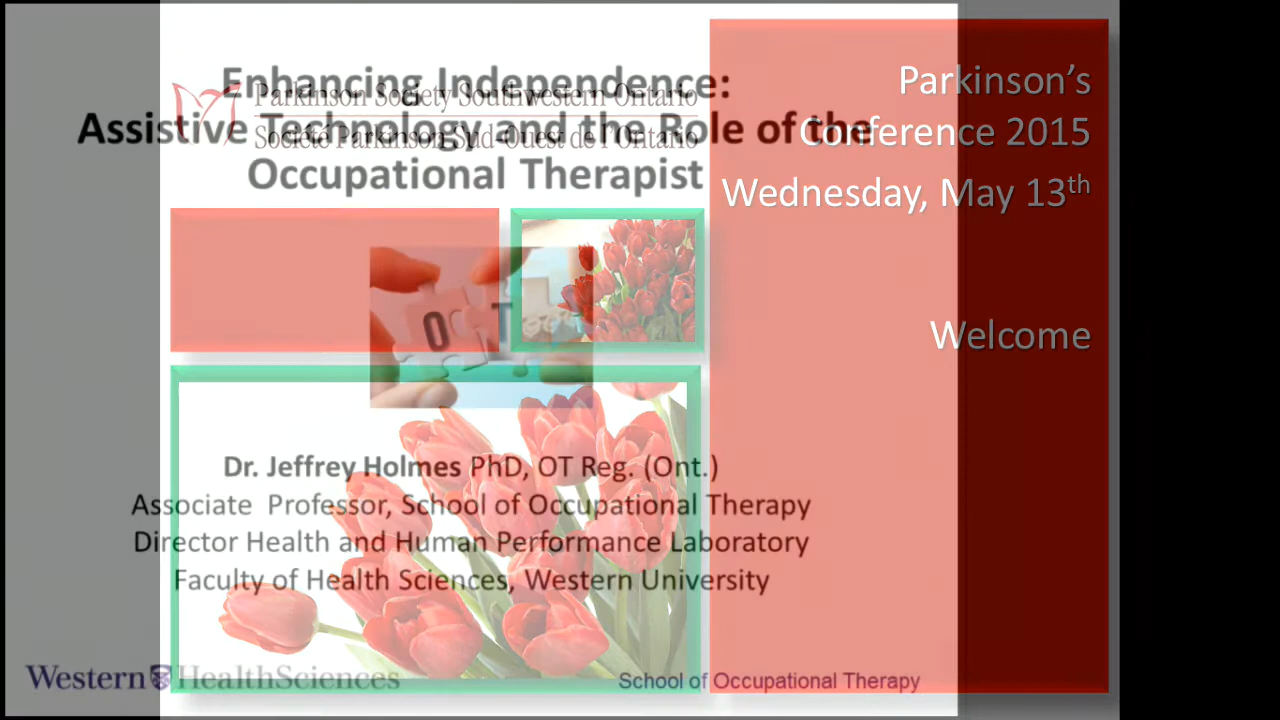 Enhancing Independence:
Assistive Technology and the Role of the
Occupational Therapist
Parkinson Society Southwestern Ontario
Société Parkinson Sud-Ouest de l'Ontario
Parkinson's
Conference 2015
Wednesday, May 13th
Welcome
O T
Dr. Jeffrey Holmes PhD, OT Reg. (Ont.)
Associate Professor, School of Occupational Therapy
Director Health and Human Performance Laboratory
Faculty of Health Sciences, Western University
Western HealthSciences
School of Occupational Therapy